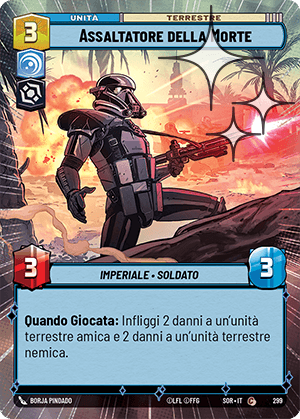 UNITÀ
TERRESTRE
3
ASSALTATORE DELLA MORTE
3
3
IMPERIALE • SOLDATO
Quando Giocata: Infliggi 2 danni a un'unità
terrestre amica e 2 danni a un'unità terrestre
nemica.
BORJA PINDADO
©LFL ©FFG
SOR • IT
C
299